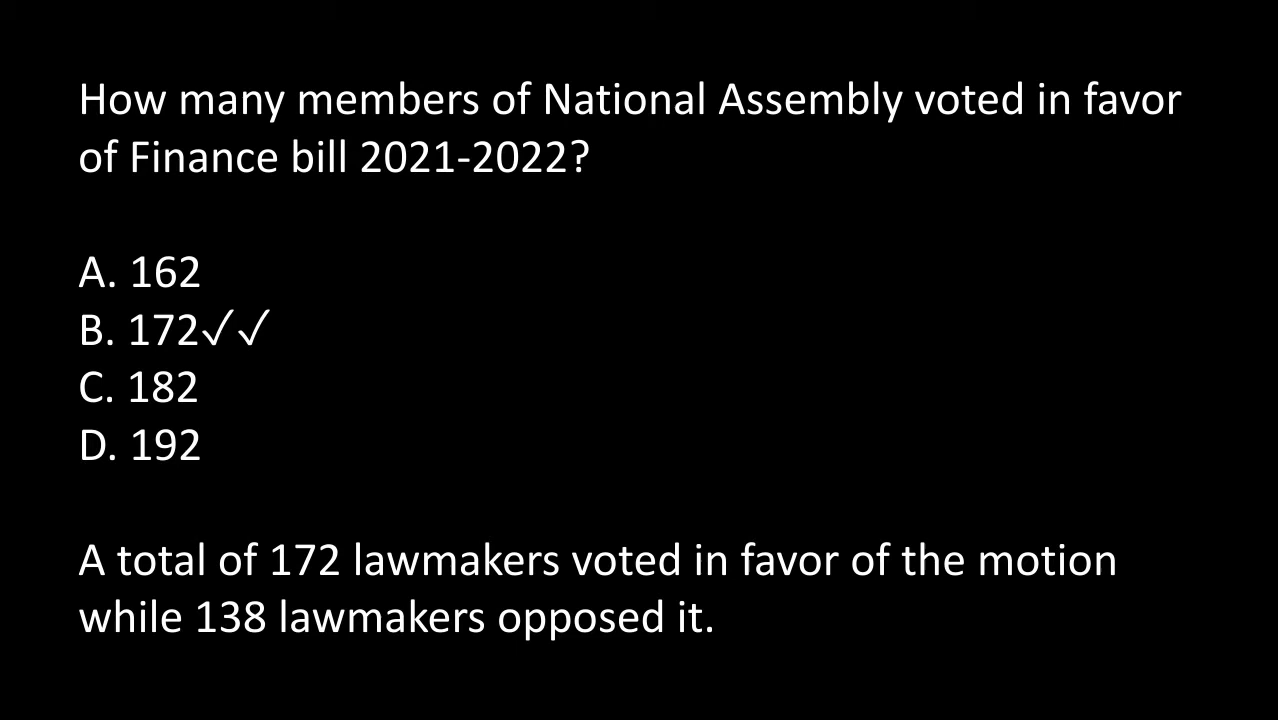 How many members of National Assembly voted in favor
of Finance bill 2021-2022?
A. 162
B. 172✓✓
C. 182
D. 192
A total of 172 lawmakers voted in favor of the motion
while 138 lawmakers opposed it.